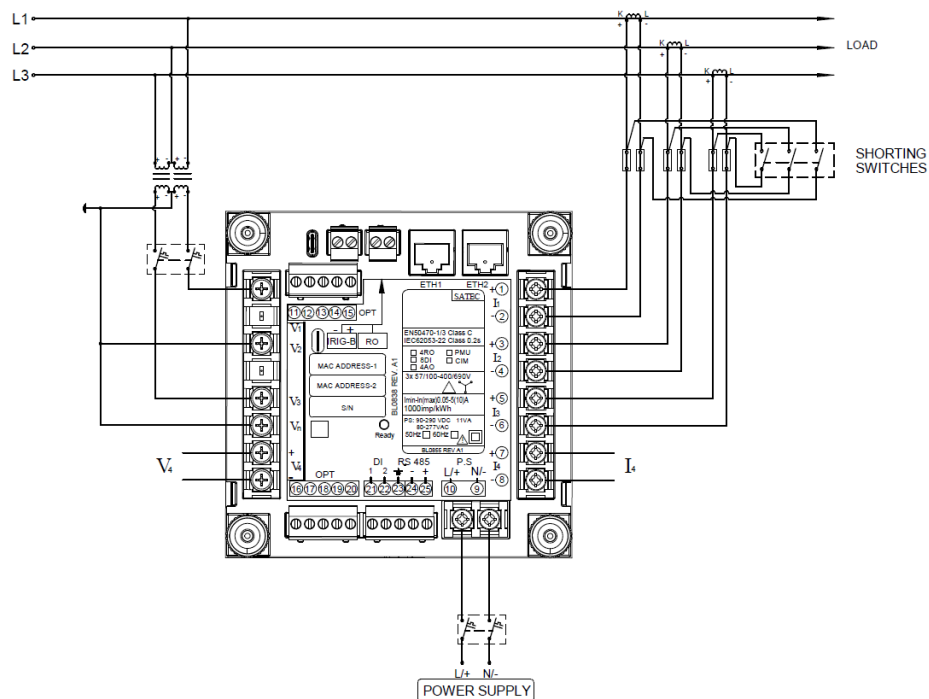 L1
K L
+ -
L2
K L
+ -
LOAD
L3
K L
+ -
+ - + -
+ - + -
SHORTING
SWITCHES
ETH1 ETH2
SATEC
+1
I1
-2
+3
I2
-4
+5
I3
-6
+7
I4
-8
11 12 13 14 15 OPT
- +
IRIG-B RO
MAC ADDRESS-1
MAC ADDRESS-2
S/N
BL0838 REV. A1
Ready
EN50470-1/3 Class C
IEC62053-22 Class 0.2s
4RO PMU
8DI CIM
4AO
3x 57/100-400/690V
Imin-In(max)0.05-5(10)A
1000imp/kWh
PS: 90-290 VDC 11VA
80-277VAC
50Hz 60Hz
BL0855 REV A1
V1
V2
V3
Vn
+
V4
-
V4
I4
OPT
16 17 18 19 20
DI RS 485
1 2 - +
21 22 23 24 25
P.S
L/+ N/-
10 9
L/+ N/-
POWER SUPPLY